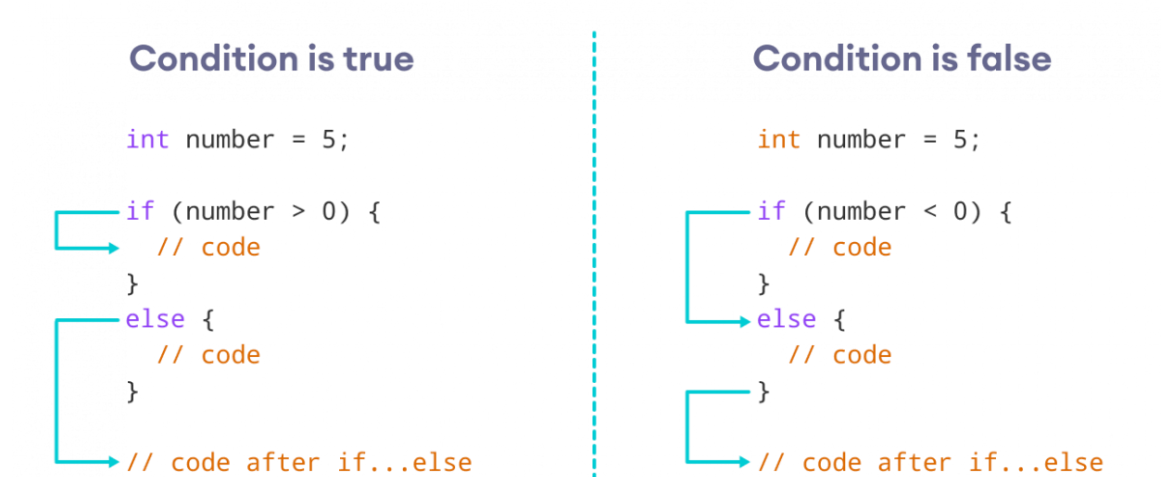 Condition is true
int number = 5;
if (number > 0) {
// code
}
else {
// code
}
// code after if...else
Condition is false
int number = 5;
if (number < 0) {
// code
}
else {
// code
}
// code after if...else